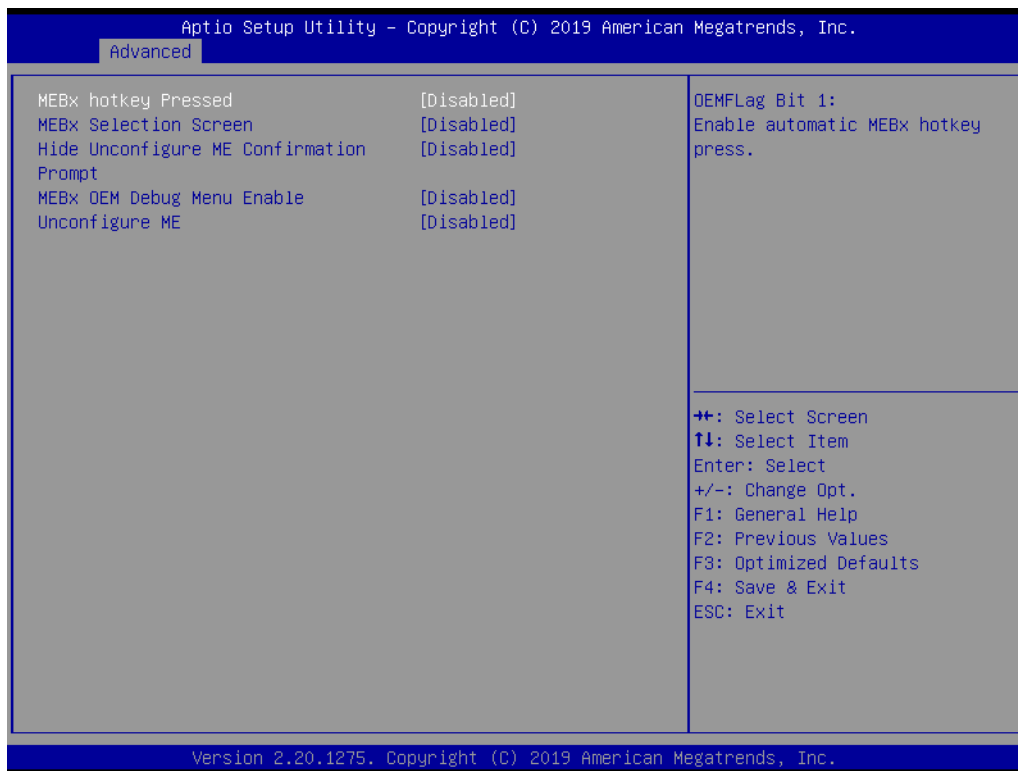 Aptio Setup Utility – Copyright (C) 2019 American Megatrends, Inc.
Advanced
MEBx hotkey Pressed [Disabled]
MEBx Selection Screen [Disabled]
Hide Unconfigure ME Confirmation [Disabled]
Prompt
MEBx OEM Debug Menu Enable [Disabled]
Unconfigure ME [Disabled]
OEMFLag Bit 1:
Enable automatic MEBx hotkey
press.
→←: Select Screen
↑↓: Select Item
Enter: Select
+/-: Change Opt.
F1: General Help
F2: Previous Values
F3: Optimized Defaults
F4: Save & Exit
ESC: Exit
Version 2.20.1275. Copyright (C) 2019 American Megatrends, Inc.